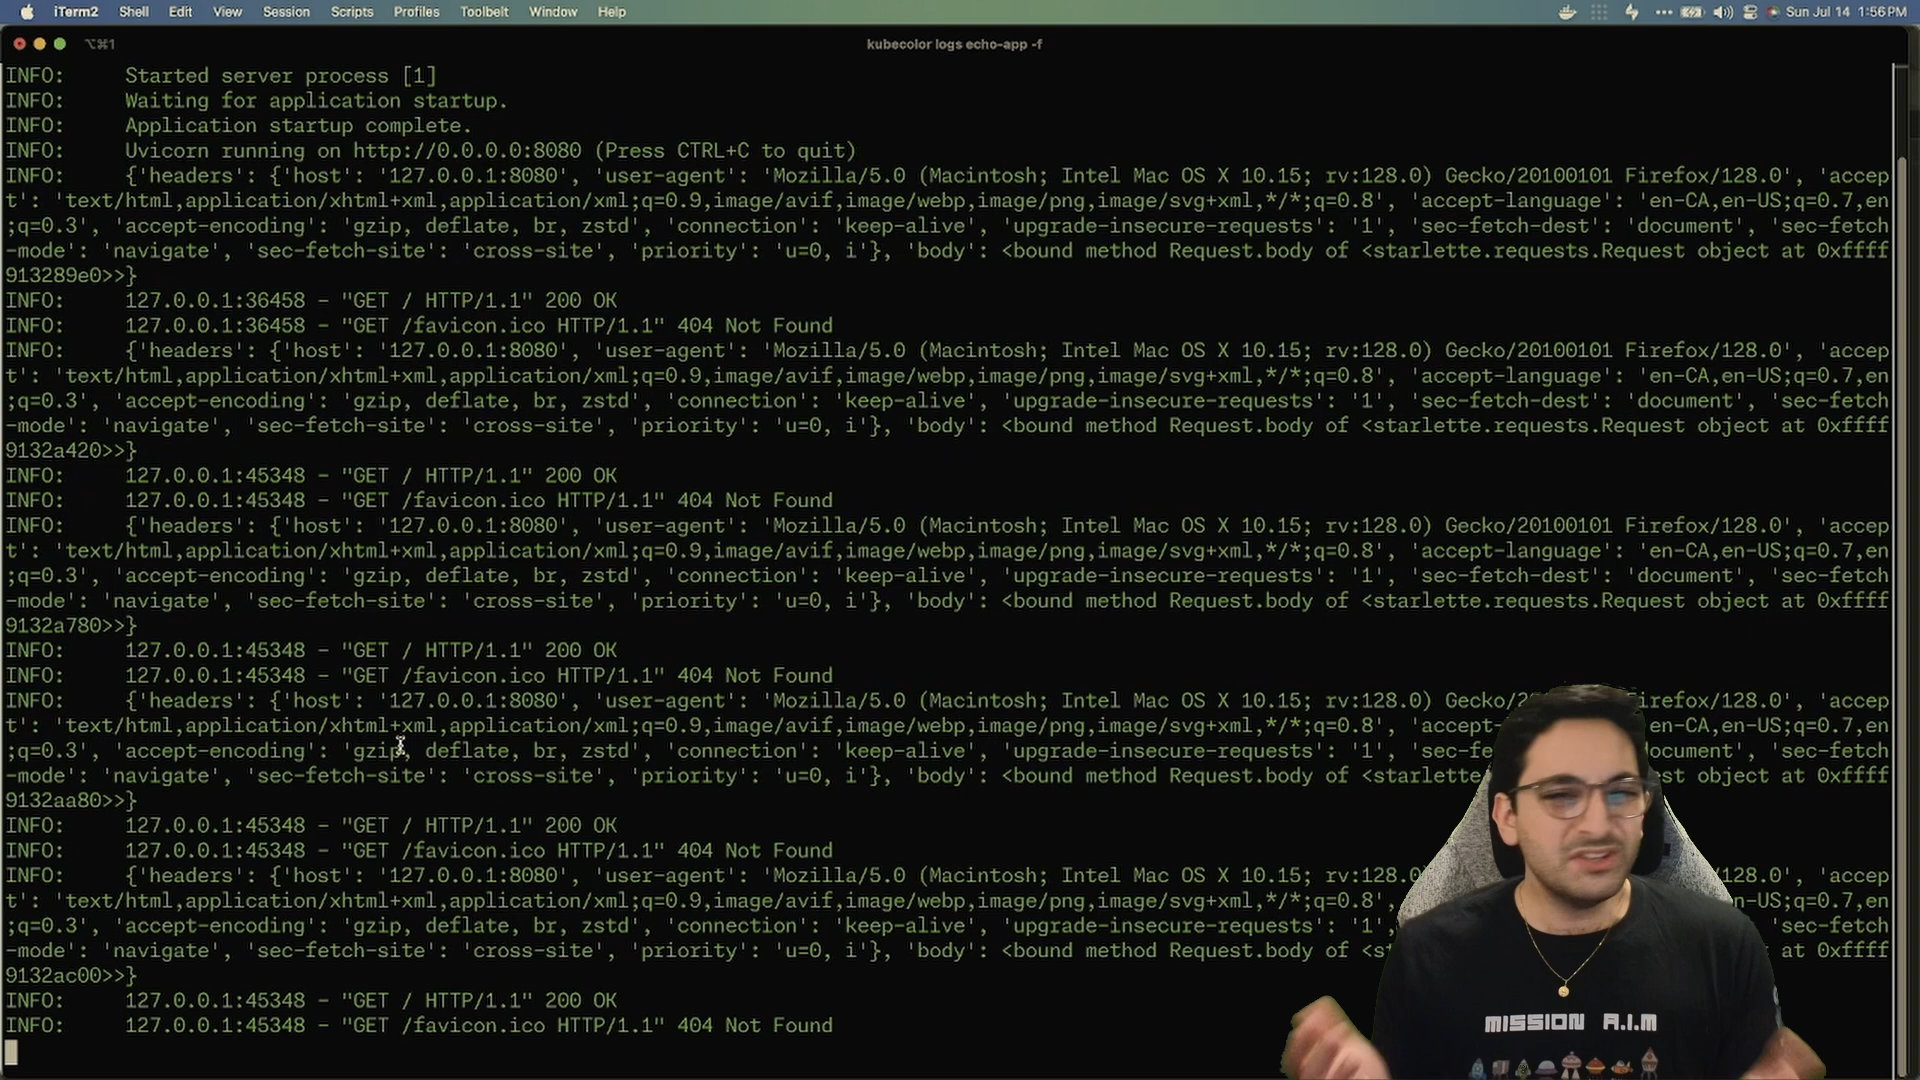 iTerm2 Shell Edit View Session Scripts Profiles Toolbelt Window Help Sun Jul 14 1:56 PM
⌥⌘1 kubecolor logs echo-app -f
INFO: Started server process [1]
INFO: Waiting for application startup.
INFO: Application startup complete.
INFO: Uvicorn running on http://0.0.0.0:8080 (Press CTRL+C to quit)
INFO: {'headers': {'host': '127.0.0.1:8080', 'user-agent': 'Mozilla/5.0 (Macintosh; Intel Mac OS X 10.15; rv:128.0) Gecko/20100101 Firefox/128.0', 'accep
t': 'text/html,application/xhtml+xml,application/xml;q=0.9,image/avif,image/webp,image/png,image/svg+xml,*/*;q=0.8', 'accept-language': 'en-CA,en-US;q=0.7,en
;q=0.3', 'accept-encoding': 'gzip, deflate, br, zstd', 'connection': 'keep-alive', 'upgrade-insecure-requests': '1', 'sec-fetch-dest': 'document', 'sec-fetch
-mode': 'navigate', 'sec-fetch-site': 'cross-site', 'priority': 'u=0, i'}, 'body': <bound method Request.body of <starlette.requests.Request object at 0xffff
913289e0>>}
INFO: 127.0.0.1:36458 - "GET / HTTP/1.1" 200 OK
INFO: 127.0.0.1:36458 - "GET /favicon.ico HTTP/1.1" 404 Not Found
INFO: {'headers': {'host': '127.0.0.1:8080', 'user-agent': 'Mozilla/5.0 (Macintosh; Intel Mac OS X 10.15; rv:128.0) Gecko/20100101 Firefox/128.0', 'accep
t': 'text/html,application/xhtml+xml,application/xml;q=0.9,image/avif,image/webp,image/png,image/svg+xml,*/*;q=0.8', 'accept-language': 'en-CA,en-US;q=0.7,en
;q=0.3', 'accept-encoding': 'gzip, deflate, br, zstd', 'connection': 'keep-alive', 'upgrade-insecure-requests': '1', 'sec-fetch-dest': 'document', 'sec-fetch
-mode': 'navigate', 'sec-fetch-site': 'cross-site', 'priority': 'u=0, i'}, 'body': <bound method Request.body of <starlette.requests.Request object at 0xffff
9132a420>>}
INFO: 127.0.0.1:45348 - "GET / HTTP/1.1" 200 OK
INFO: 127.0.0.1:45348 - "GET /favicon.ico HTTP/1.1" 404 Not Found
INFO: {'headers': {'host': '127.0.0.1:8080', 'user-agent': 'Mozilla/5.0 (Macintosh; Intel Mac OS X 10.15; rv:128.0) Gecko/20100101 Firefox/128.0', 'accep
t': 'text/html,application/xhtml+xml,application/xml;q=0.9,image/avif,image/webp,image/png,image/svg+xml,*/*;q=0.8', 'accept-language': 'en-CA,en-US;q=0.7,en
;q=0.3', 'accept-encoding': 'gzip, deflate, br, zstd', 'connection': 'keep-alive', 'upgrade-insecure-requests': '1', 'sec-fetch-dest': 'document', 'sec-fetch
-mode': 'navigate', 'sec-fetch-site': 'cross-site', 'priority': 'u=0, i'}, 'body': <bound method Request.body of <starlette.requests.Request object at 0xffff
9132a780>>}
INFO: 127.0.0.1:45348 - "GET / HTTP/1.1" 200 OK
INFO: 127.0.0.1:45348 - "GET /favicon.ico HTTP/1.1" 404 Not Found
INFO: {'headers': {'host': '127.0.0.1:8080', 'user-agent': 'Mozilla/5.0 (Macintosh; Intel Mac OS X 10.15; rv:128.0) Gecko/20 irefox/128.0', 'accep
t': 'text/html,application/xhtml+xml,application/xml;q=0.9,image/avif,image/webp,image/png,image/svg+xml,*/*;q=0.8', 'accept- en-CA,en-US;q=0.7,en
;q=0.3', 'accept-encoding': 'gzip, deflate, br, zstd', 'connection': 'keep-alive', 'upgrade-insecure-requests': '1', 'sec-fe ocument', 'sec-fetch
-mode': 'navigate', 'sec-fetch-site': 'cross-site', 'priority': 'u=0, i'}, 'body': <bound method Request.body of <starlett st object at 0xffff
9132aa80>>}
INFO: 127.0.0.1:45348 - "GET / HTTP/1.1" 200 OK
INFO: 127.0.0.1:45348 - "GET /favicon.ico HTTP/1.1" 404 Not Found
INFO: {'headers': {'host': '127.0.0.1:8080', 'user-agent': 'Mozilla/5.0 (Macintosh; Intel Mac OS X 10.15; rv:128.0 128.0', 'accep
t': 'text/html,application/xhtml+xml,application/xml;q=0.9,image/avif,image/webp,image/png,image/svg+xml,*/*;q=0.8', US;q=0.7,en
;q=0.3', 'accept-encoding': 'gzip, deflate, br, zstd', 'connection': 'keep-alive', 'upgrade-insecure-requests': '1', 'sec-fetch
-mode': 'navigate', 'sec-fetch-site': 'cross-site', 'priority': 'u=0, i'}, 'body': <bound method Request.body of <s at 0xffff
9132ac00>>}
INFO: 127.0.0.1:45348 - "GET / HTTP/1.1" 200 OK
INFO: 127.0.0.1:45348 - "GET /favicon.ico HTTP/1.1" 404 Not Found
MISSION A.I.M